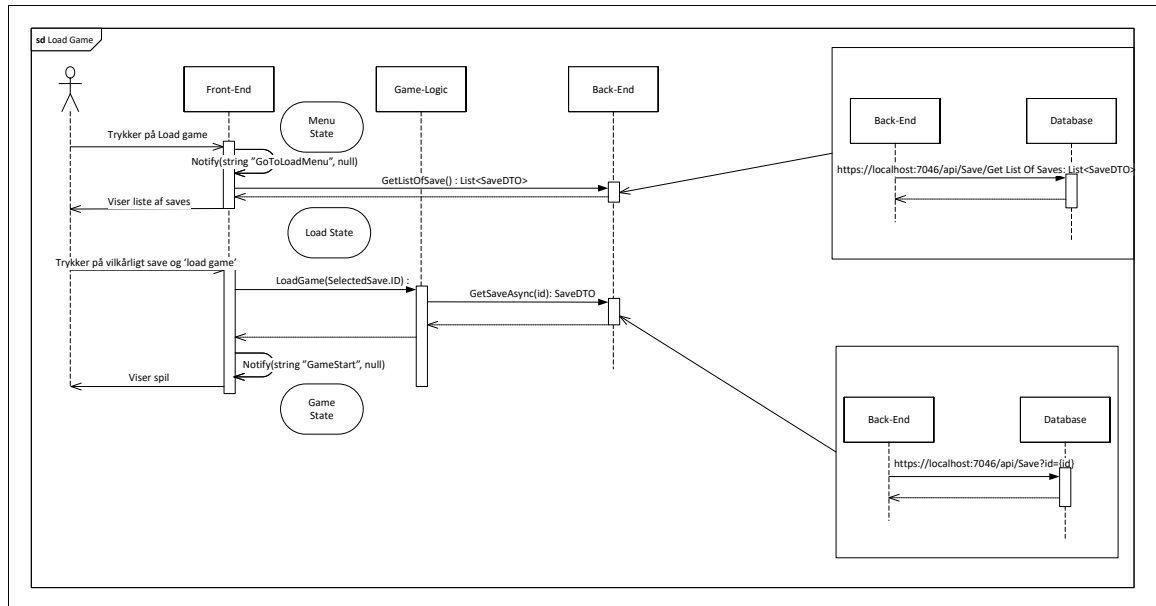 sd Load Game
Front-End
Game-Logic
Back-End
Menu
State
Trykker på Load game
Notify(string "GoToLoadMenu", null)
GetListOfSave() : List<SaveDTO>
Viser liste af saves
Load State
Trykker på vilkårligt save og 'load game'
LoadGame(SelectedSave.ID) :
GetSaveAsync(id): SaveDTO
Notify(string "GameStart", null)
Viser spil
Game
State
Back-End
Database
https://localhost:7046/api/Save/Get List Of Saves: List<SaveDTO>
Back-End
Database
https://localhost:7046/api/Save?id={id}